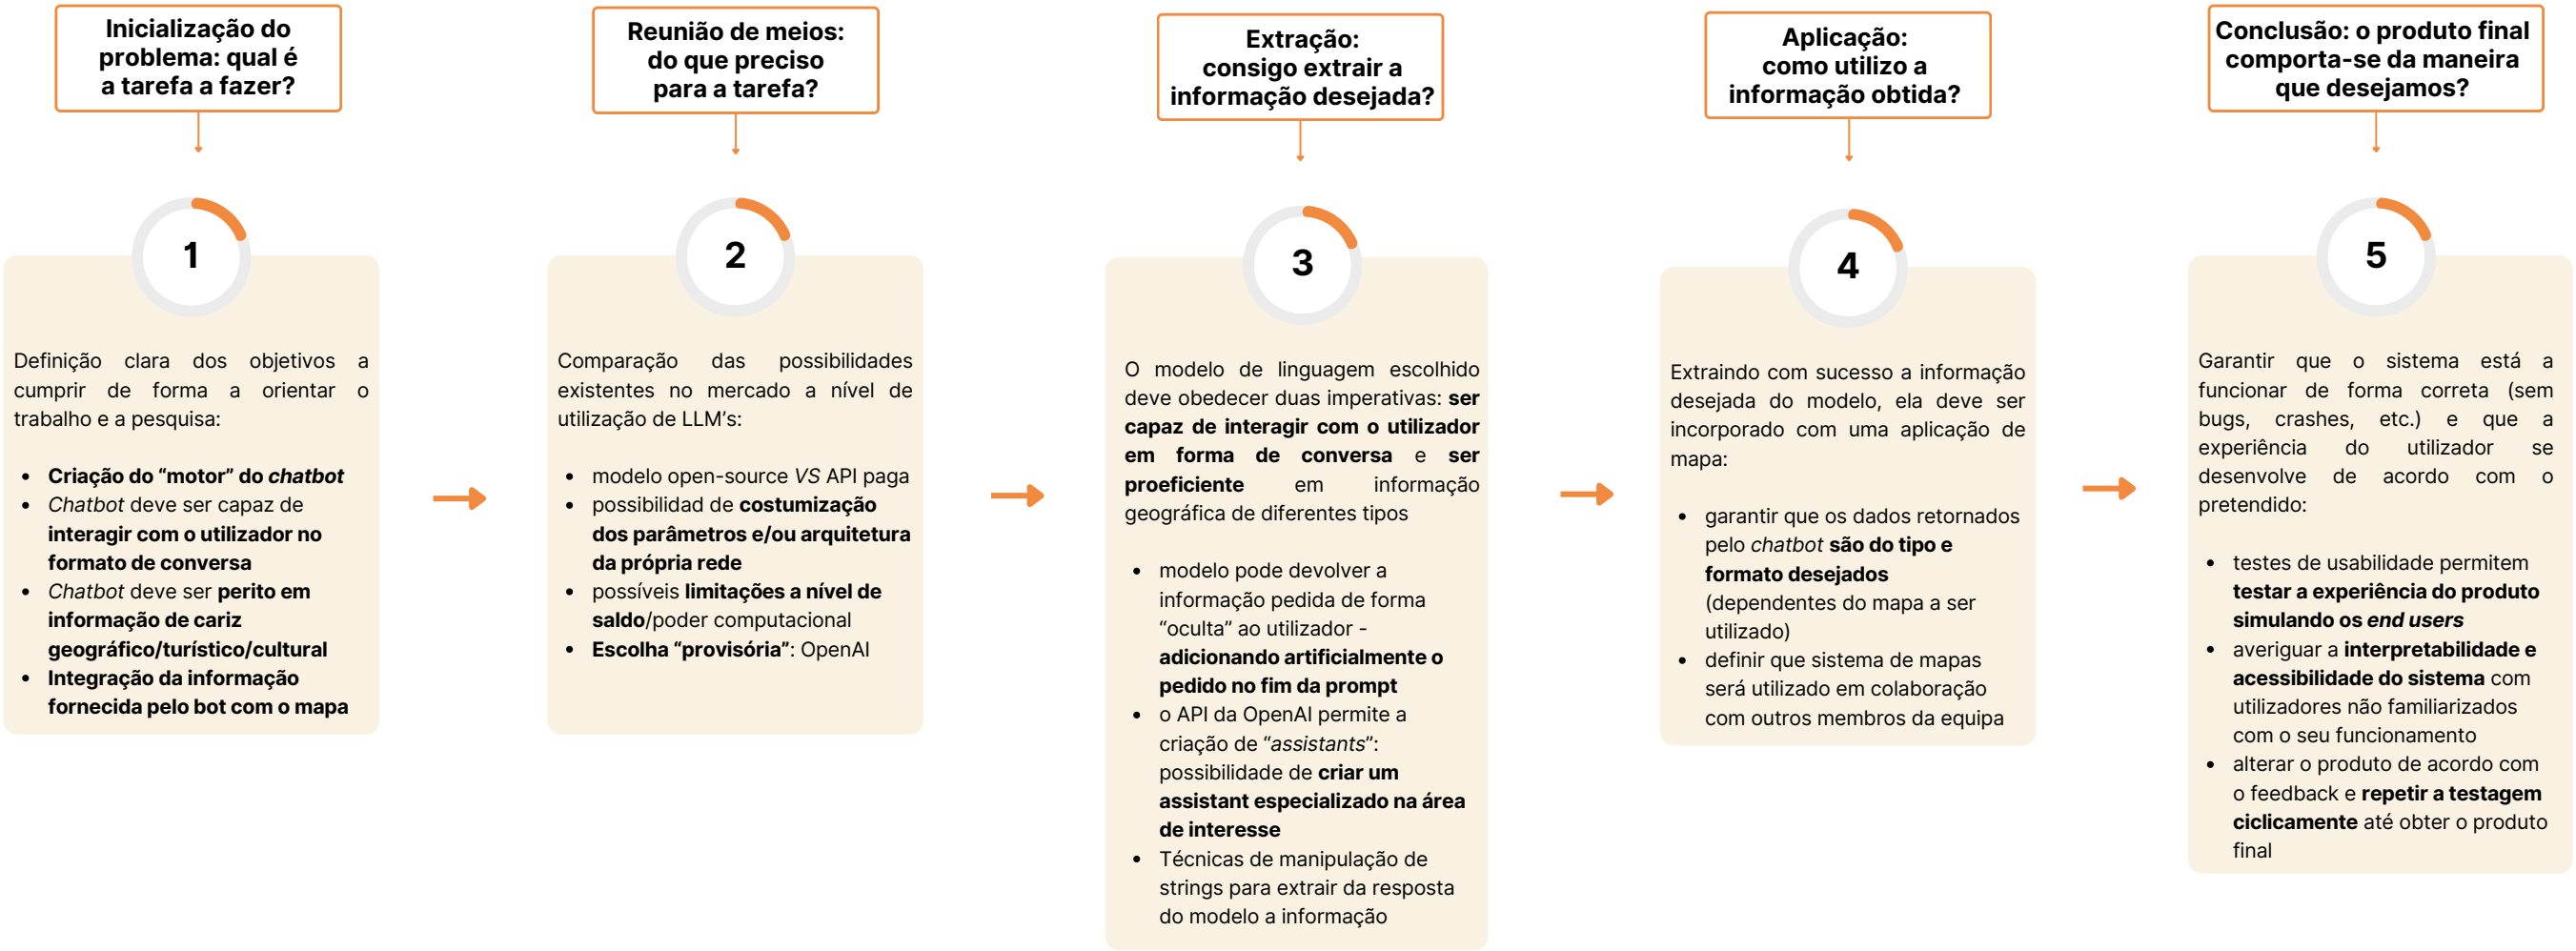 Inicialização do
problema: qual é
a tarefa a fazer?
1
Definição clara dos objetivos a
cumprir de forma a orientar o
trabalho e a pesquisa:
• Criação do “motor” do chatbot
• Chatbot deve ser capaz de
interagir com o utilizador no
formato de conversa
• Chatbot deve ser perito em
informação de cariz
geográfico/turístico/cultural
• Integração da informação
fornecida pelo bot com o mapa
Reunião de meios:
do que preciso
para a tarefa?
2
Comparação das possibilidades
existentes no mercado a nível de
utilização de LLM's:
• modelo open-source VS API paga
• possibilidad de costumização
dos parâmetros e/ou arquitetura
da própria rede
• possíveis limitações a nível de
saldo/poder computacional
• Escolha “provisória”: OpenAI
Extração:
consigo extrair a
informação desejada?
3
O modelo de linguagem escolhido
deve obedecer duas imperativas: ser
capaz de interagir com o utilizador
em forma de conversa e ser
proeficiente em informação
geográfica de diferentes tipos
• modelo pode devolver a
informação pedida de forma
“oculta” ao utilizador -
adicionando artificialmente o
pedido no fim da prompt
• o API da OpenAI permite a
criação de “assistants”:
possibilidade de criar um
assistant especializado na área
de interesse
• Técnicas de manipulação de
strings para extrair da resposta
do modelo a informação
Aplicação:
como utilizo a
informação obtida?
4
Extraindo com sucesso a informação
desejada do modelo, ela deve ser
incorporado com uma aplicação de
mapa:
• garantir que os dados retornados
pelo chatbot são do tipo e
formato desejados
(dependentes do mapa a ser
utilizado)
• definir que sistema de mapas
será utilizado em colaboração
com outros membros da equipa
Conclusão: o produto final
comporta-se da maneira
que desejamos?
5
Garantir que o sistema está a
funcionar de forma correta (sem
bugs, crashes, etc.) e que a
experiência do utilizador se
desenvolve de acordo com o
pretendido:
• testes de usabilidade permitem
testar a experiência do produto
simulando os end users
• averiguar a interpretabilidade e
acessibilidade do sistema com
utilizadores não familiarizados
com o seu funcionamento
• alterar o produto de acordo com
o feedback e repetir a testagem
ciclicamente até obter o produto
final